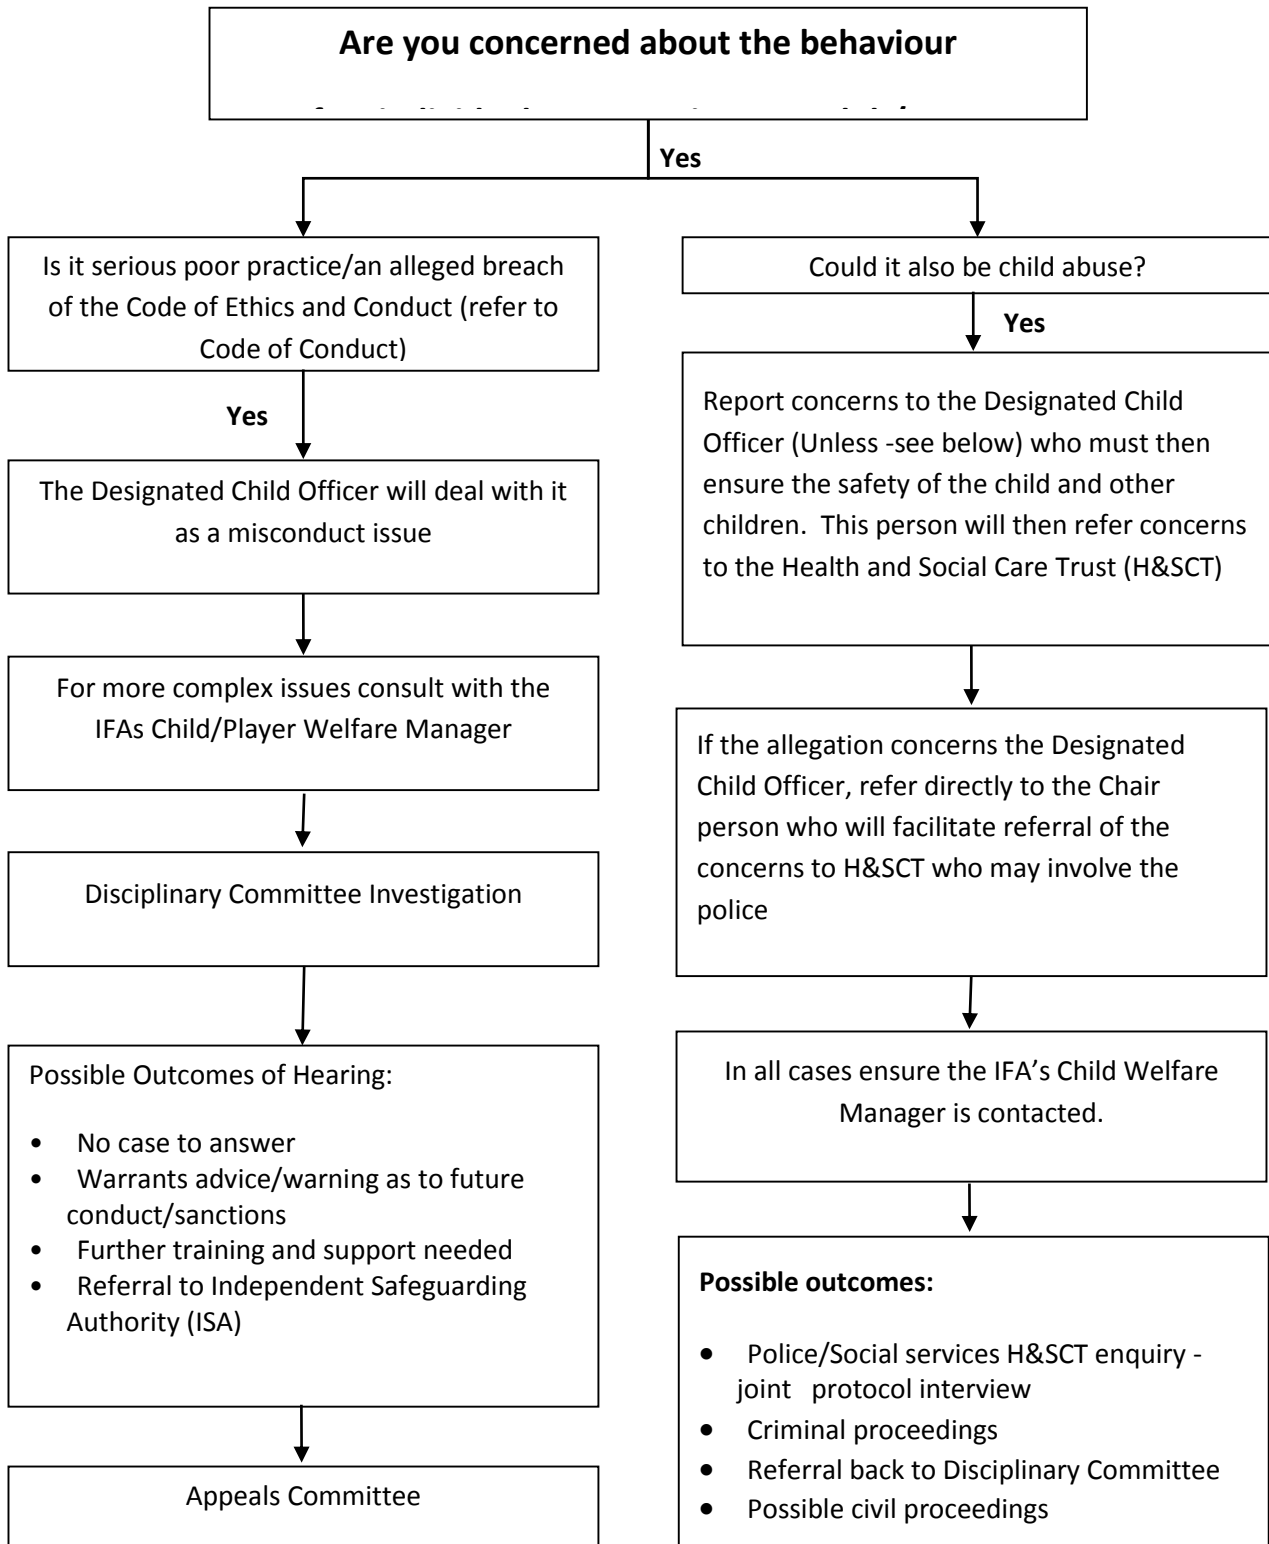 Are you concerned about the behaviour
Yes
Is it serious poor practice/an alleged breach
of the Code of Ethics and Conduct (refer to
Code of Conduct)
Yes
The Designated Child Officer will deal with it
as a misconduct issue
For more complex issues consult with the
IFAs Child/Player Welfare Manager
Disciplinary Committee Investigation
Possible Outcomes of Hearing:
• No case to answer
• Warrants advice/warning as to future
conduct/sanctions
• Further training and support needed
• Referral to Independent Safeguarding
Authority (ISA)
Appeals Committee
Could it also be child abuse?
Yes
Report concerns to the Designated Child
Officer (Unless -see below) who must then
ensure the safety of the child and other
children. This person will then refer concerns
to the Health and Social Care Trust (H&SCT)
If the allegation concerns the Designated
Child Officer, refer directly to the Chair
person who will facilitate referral of the
concerns to H&SCT who may involve the
police
In all cases ensure the IFA’s Child Welfare
Manager is contacted.
Possible outcomes:
• Police/Social services H&SCT enquiry -
joint protocol interview
• Criminal proceedings
• Referral back to Disciplinary Committee
• Possible civil proceedings